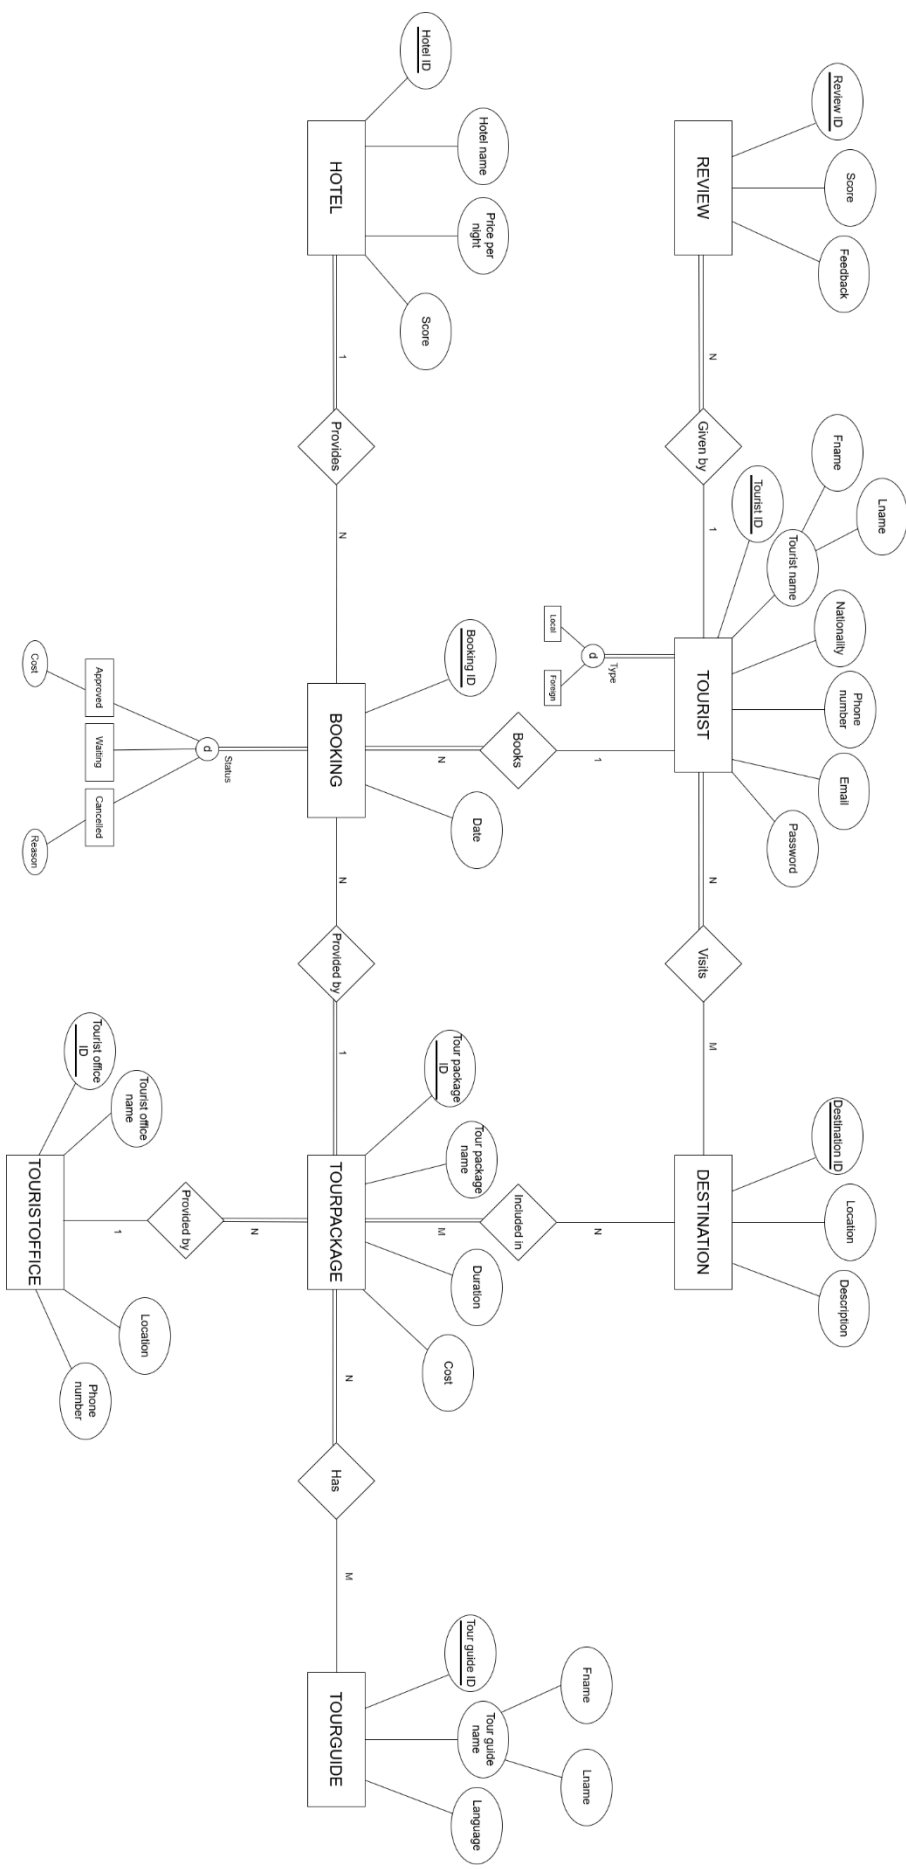 Lname
Review ID
Score
Feedback
Fname
Nationality
Phone
number
Email
Destination ID
Location
Description
Tourist name
Password
Tourist ID
REVIEW
N
Given by
1
TOURIST
N
Visits
M
DESTINATION
Type
d
Local
Foreign
1
N
Books
Included in
N
M
Fname
Lname
Hotel ID
Hotel name
Price per
night
Score
Booking ID
Date
Tour package
ID
Tour package
name
Duration
Cost
Tour guide ID
Tour guide
name
Language
HOTEL
1
Provides
N
BOOKING
N
Provided by
1
TOURPACKAGE
N
Has
M
TOURGUIDE
Status
d
Approved
Waiting
Cancelled
Cost
Reason
N
Provided by
1
Tourist office
ID
Tourist office
name
TOURISTOFFICE
Location
Phone
number